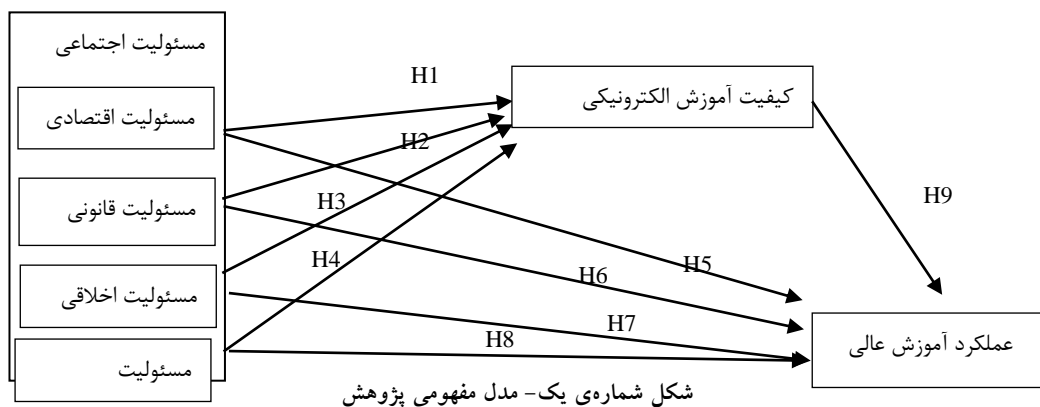 مسئولیت اجتماعی
مسئولیت اقتصادی
مسئولیت قانونی
مسئولیت اخلاقی
مسئولیت
کیفیت آموزش الکترونیکی
عملکرد آموزش عالی
H1
H2
H3
H4
H5
H6
H7
H8
H9
شکل شماره‌ی یک- مدل مفهومی پژوهش